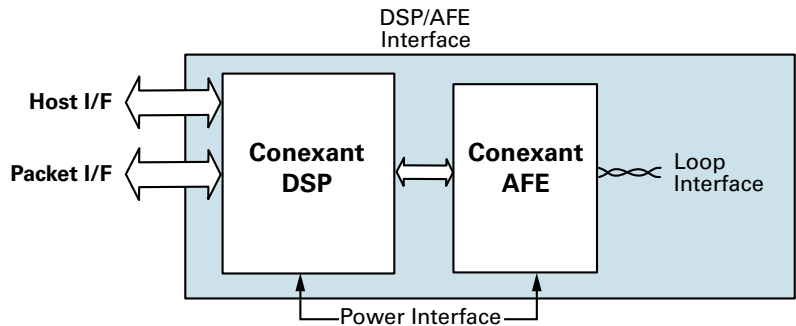 DSP/AFE
Interface
Host I/F
Packet I/F
Conexant
DSP
Conexant
AFE
Loop
Interface
Power Interface